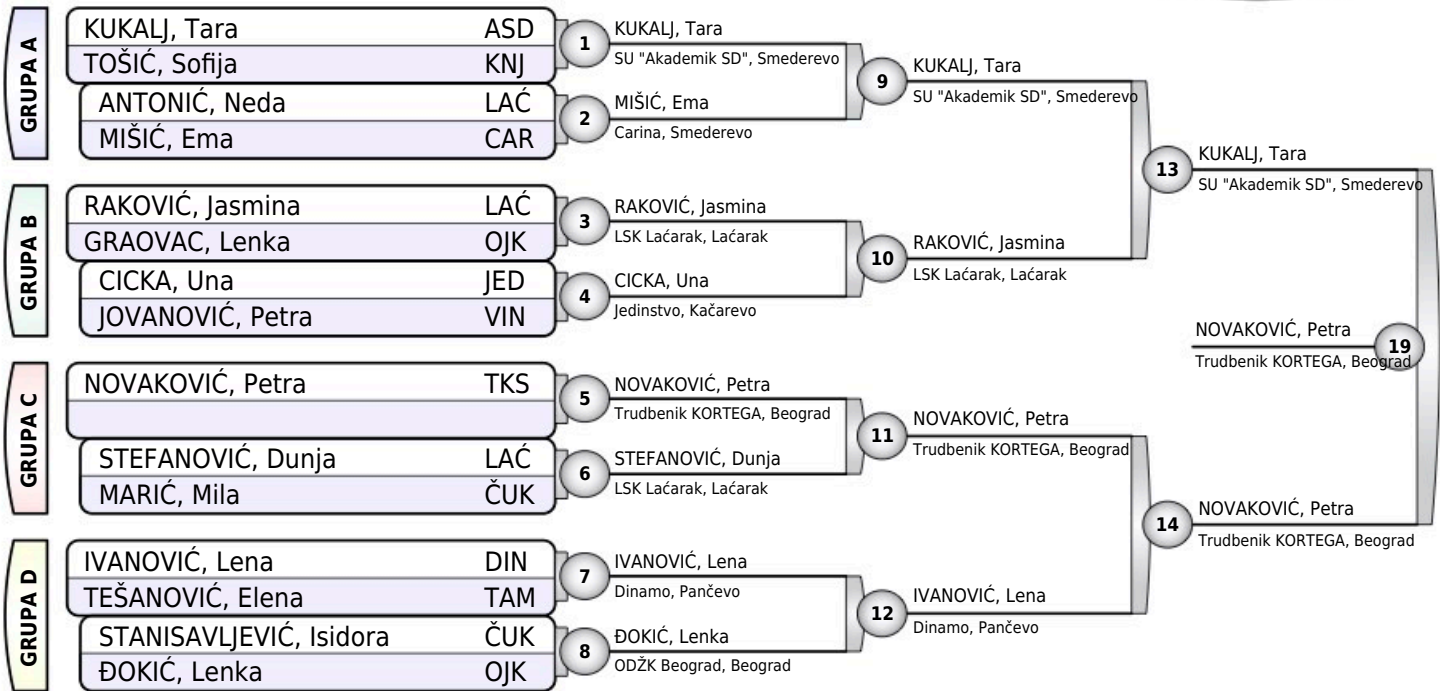 GRUPA A
KUKALJ, Tara ASD
TOŠIĆ, Sofija KNJ
ANTONIĆ, Neda LAĆ
MIŠIĆ, Ema CAR
GRUPA B
RAKOVIĆ, Jasmina LAĆ
GRAOVAC, Lenka OJK
CICKA, Una JED
JOVANOVIĆ, Petra VIN
GRUPA C
NOVAKOVIĆ, Petra TKS
STEFANOVIĆ, Dunja LAĆ
MARIĆ, Mila ČUK
GRUPA D
IVANOVIĆ, Lena DIN
TEŠANOVIĆ, Elena TAM
STANISAVLJEVIĆ, Isidora ČUK
ĐOKIĆ, Lenka OJK
1
KUKALJ, Tara
SU "Akademik SD", Smederevo
2
MIŠIĆ, Ema
Carina, Smederevo
3
RAKOVIĆ, Jasmina
LSK Laćarak, Laćarak
4
CICKA, Una
Jedinstvo, Kačarevo
5
NOVAKOVIĆ, Petra
Trudbenik KORTEGA, Beograd
6
STEFANOVIĆ, Dunja
LSK Laćarak, Laćarak
7
IVANOVIĆ, Lena
Dinamo, Pančevo
8
ĐOKIĆ, Lenka
ODŽK Beograd, Beograd
9
KUKALJ, Tara
SU "Akademik SD", Smederevo
10
RAKOVIĆ, Jasmina
LSK Laćarak, Laćarak
11
NOVAKOVIĆ, Petra
Trudbenik KORTEGA, Beograd
12
IVANOVIĆ, Lena
Dinamo, Pančevo
13
KUKALJ, Tara
SU "Akademik SD", Smederevo
14
NOVAKOVIĆ, Petra
Trudbenik KORTEGA, Beograd
NOVAKOVIĆ, Petra
Trudbenik KORTEGA, Beograd
19